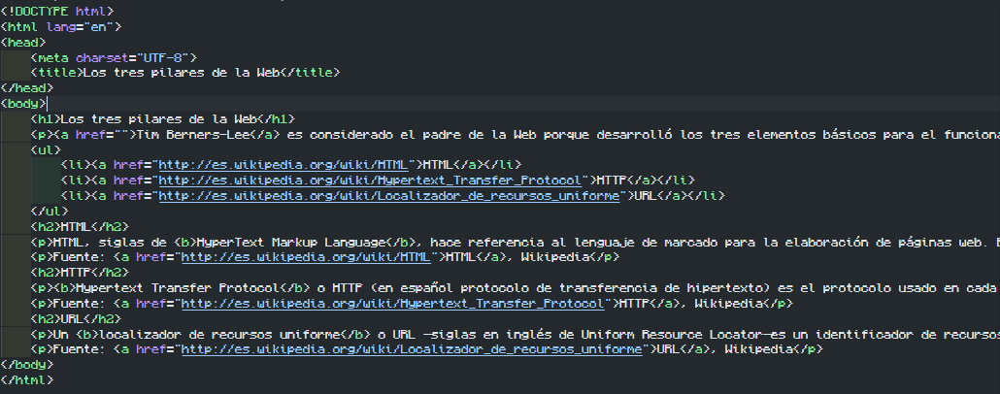 <!DOCTYPE html>
<html lang="en">
<head>
    <meta charset="UTF-8">
    <title>Los tres pilares de la Web</title>
</head>
<body>
    <h1>Los tres pilares de la Web</h1>
    <p><a href="">Tim Berners-Lee</a> es considerado el padre de la Web porque desarrolló los tres elementos básicos para el funciona
    <ul>
        <li><a href="http://es.wikipedia.org/wiki/HTML">HTML</a></li>
        <li><a href="http://es.wikipedia.org/wiki/Hypertext_Transfer_Protocol">HTTP</a></li>
        <li><a href="http://es.wikipedia.org/wiki/Localizador_de_recursos_uniforme">URL</a></li>
    </ul>
    <h2>HTML</h2>
    <p>HTML, siglas de <b>HyperText Markup Language</b>, hace referencia al lenguaje de marcado para la elaboración de páginas web. E
    <p>Fuente: <a href="http://es.wikipedia.org/wiki/HTML">HTML</a>, Wikipedia</p>
    <h2>HTTP</h2>
    <p><b>Hypertext Transfer Protocol</b> o HTTP (en español protocolo de transferencia de hipertexto) es el protocolo usado en cada
    <p>Fuente: <a href="http://es.wikipedia.org/wiki/Hypertext_Transfer_Protocol">HTTP</a>, Wikipedia</p>
    <h2>URL</h2>
    <p>Un <b>localizador de recursos uniforme</b> o URL —siglas en inglés de Uniform Resource Locator—es un identificador de recursos
    <p>Fuente: <a href="http://es.wikipedia.org/wiki/Localizador_de_recursos_uniforme">URL</a>, Wikipedia</p>
</body>
</html>